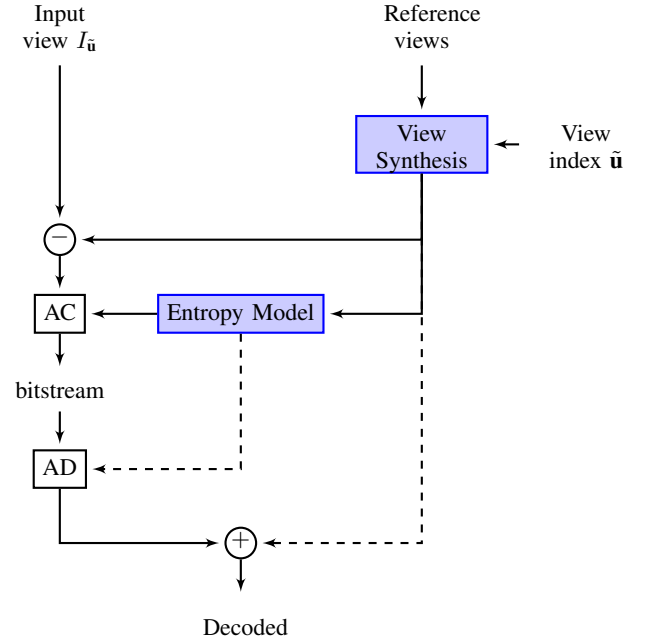 Input
view I_ũ
Reference
views
View
Synthesis
View
index ũ
−
AC
Entropy Model
bitstream
AD
+
Decoded